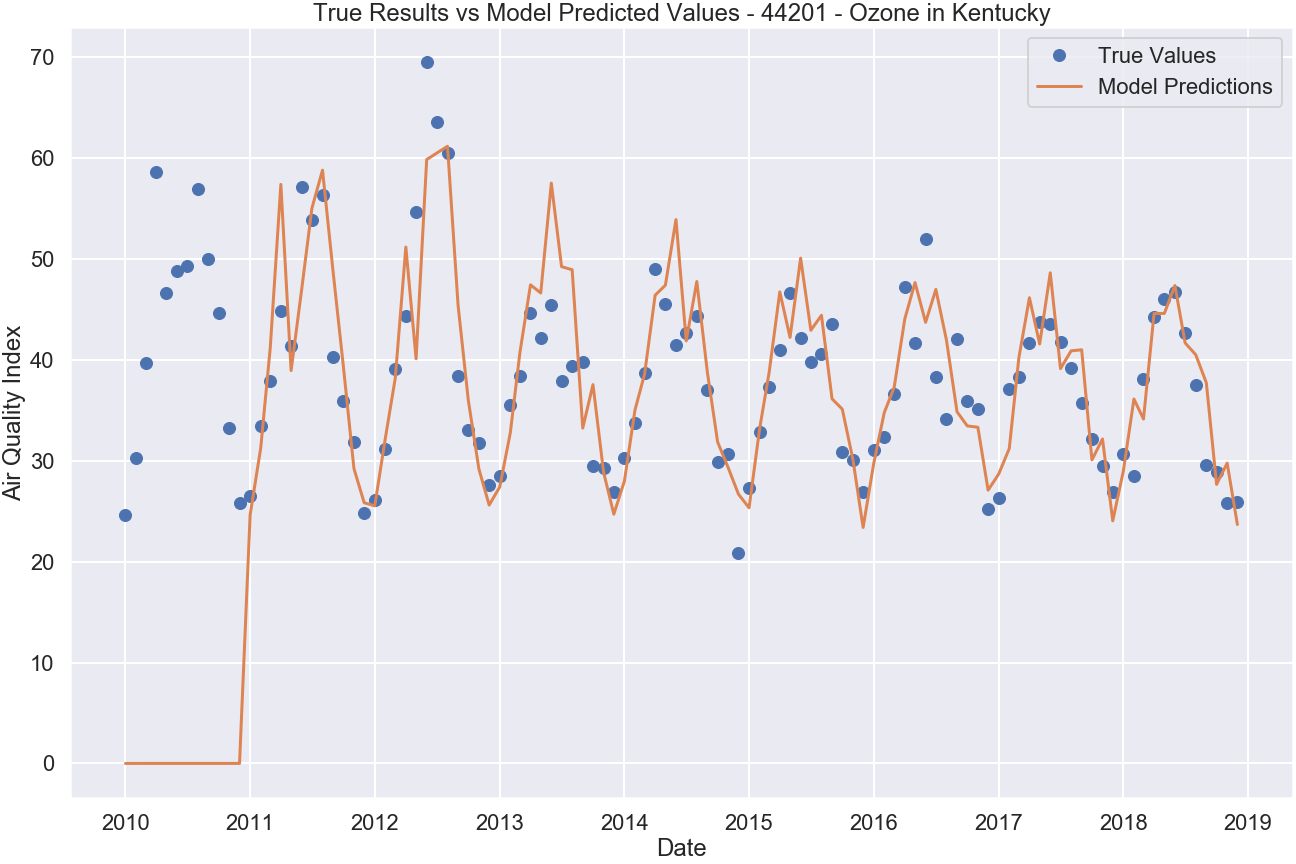 True Results vs Model Predicted Values - 44201 - Ozone in Kentucky
True Values
Model Predictions
70
60
50
40
30
20
10
0
Air Quality Index
2010 2011 2012 2013 2014 2015 2016 2017 2018 2019
Date